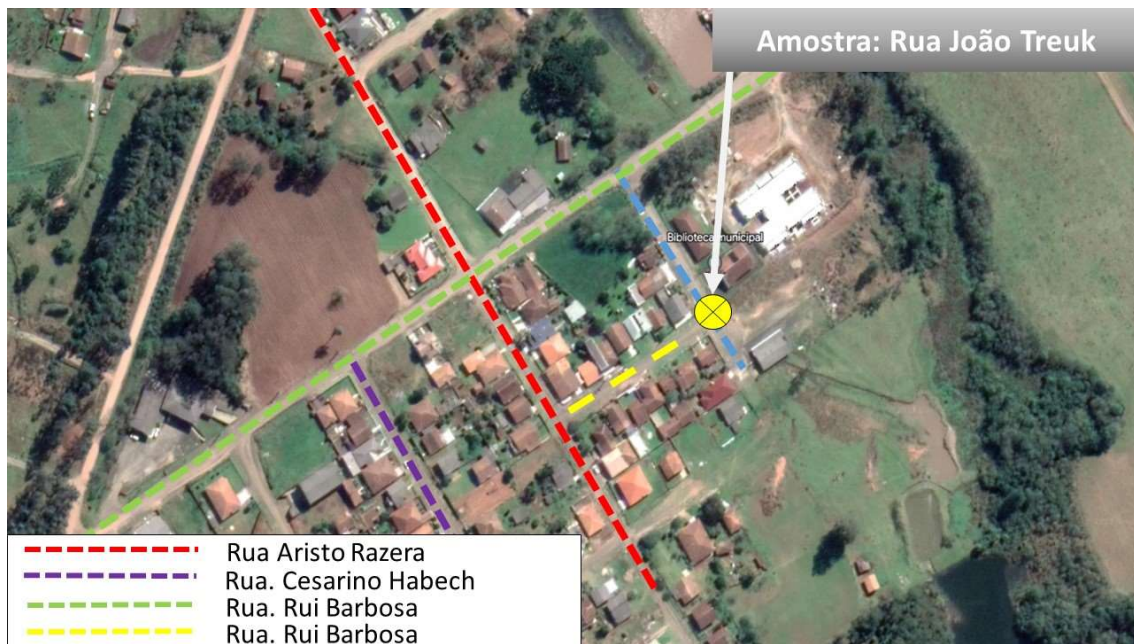 Amostra: Rua João Treuk
Biblioteca municipal
Rua Aristo Razera
Rua. Cesarino Habech
Rua. Rui Barbosa
Rua. Rui Barbosa